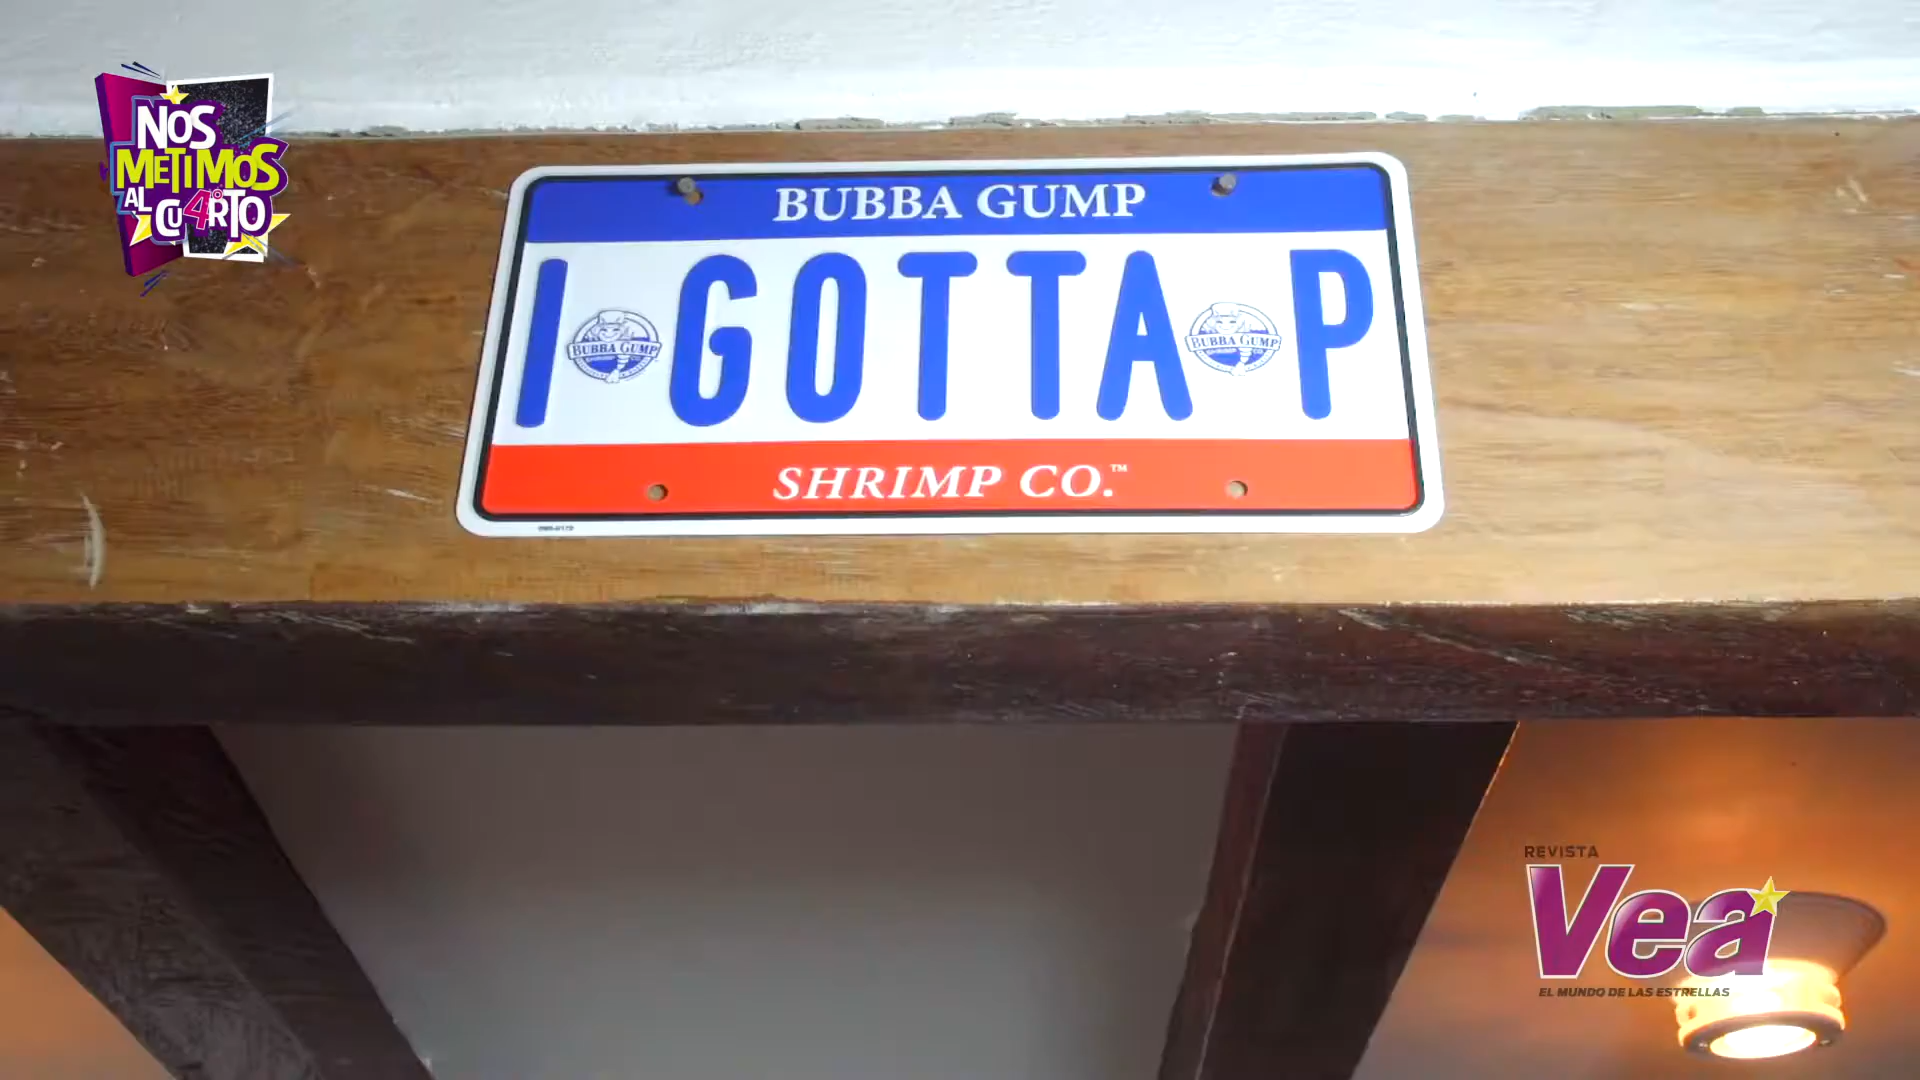 NOS
METIMOS
AL CU4RTO
BUBBA GUMP
I GOTTA P
BUBBA GUMP
BUBBA GUMP
SHRIMP CO.™
REVISTA
Vea
EL MUNDO DE LAS ESTRELLAS